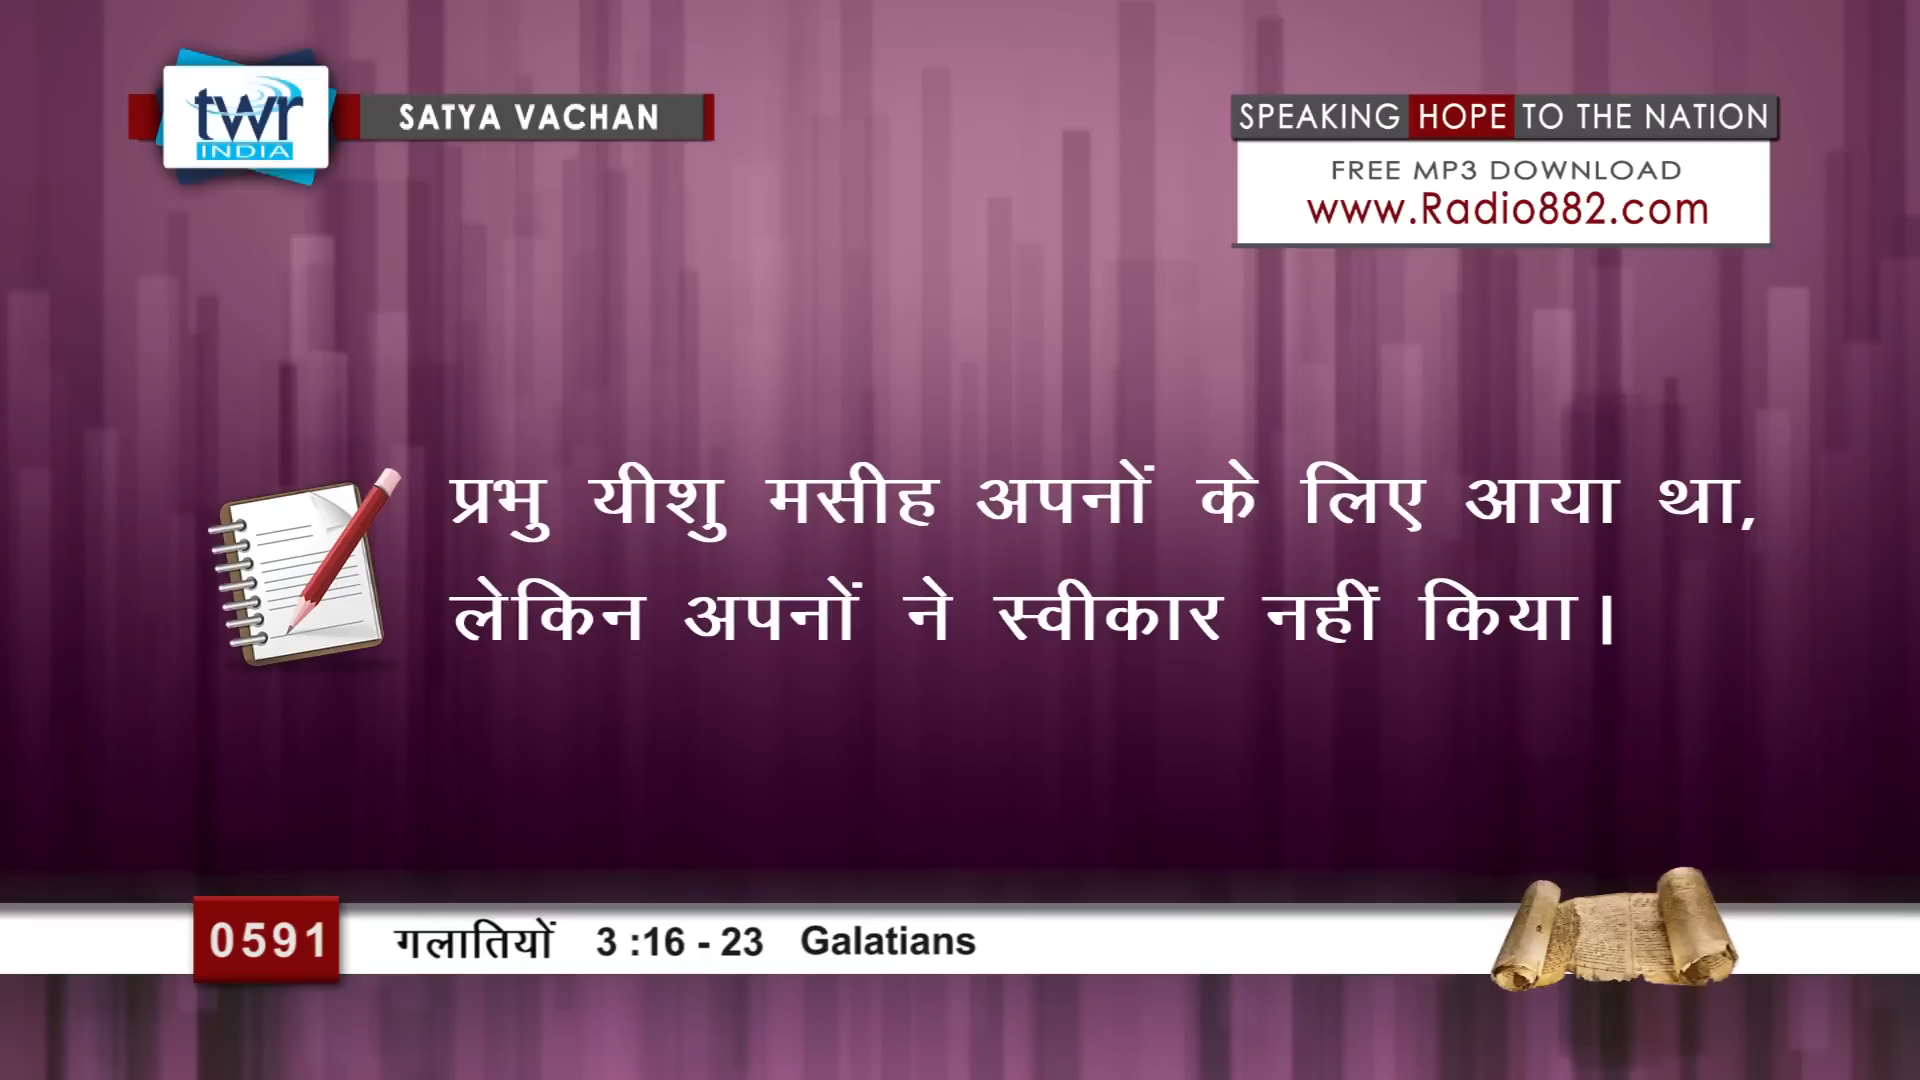 twr
INDIA
SATYA VACHAN
SPEAKING HOPE TO THE NATION
FREE MP3 DOWNLOAD
www.Radio882.com
प्रभु यीशु मसीह अपनों के लिए आया था,
लेकिन अपनों ने स्वीकार नहीं किया।
0591 गलातियों 3 :16 - 23 Galatians